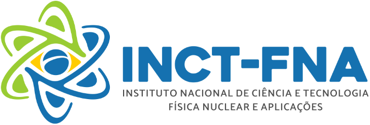 INCT-FNA
INSTITUTO NACIONAL DE CIÊNCIA E TECNOLOGIA
FÍSICA NUCLEAR E APLICAÇÕES